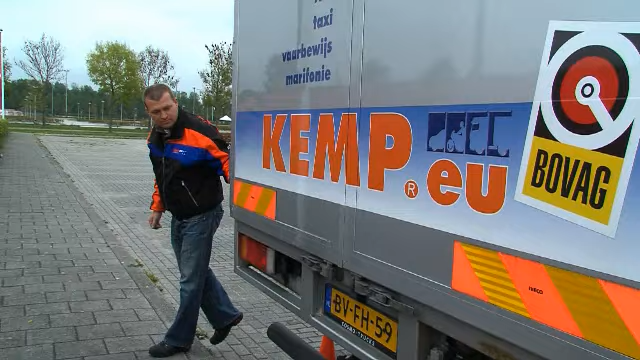 taxi
vaarbewijs
marifonie
KEMP®
.eu
BOVAG
BV-FH-59